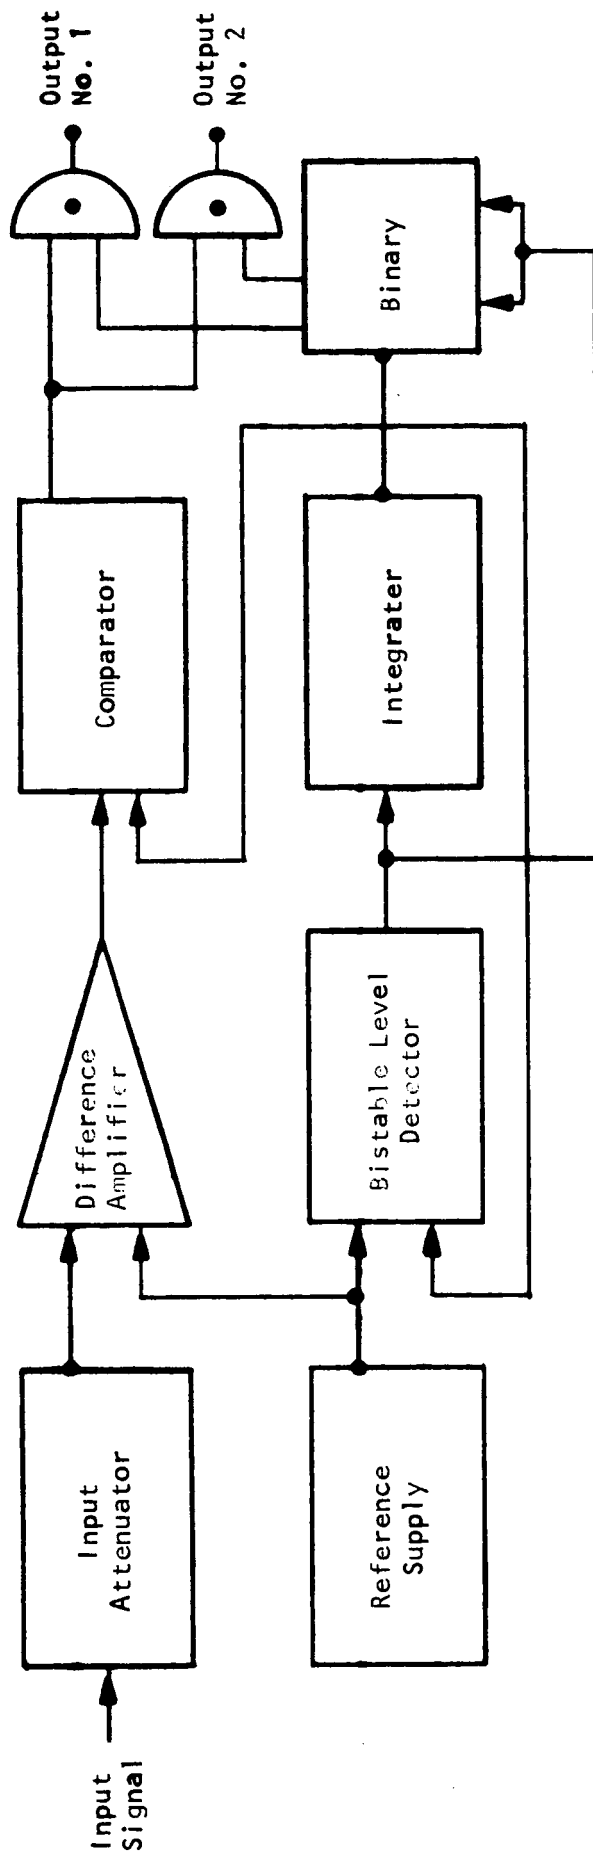 Input
Signal
Input
Attenuator
Difference
Amplifier
Comparator
Output
No. 1
Output
No. 2
Reference
Supply
Bistable Level
Detector
Integrater
Binary